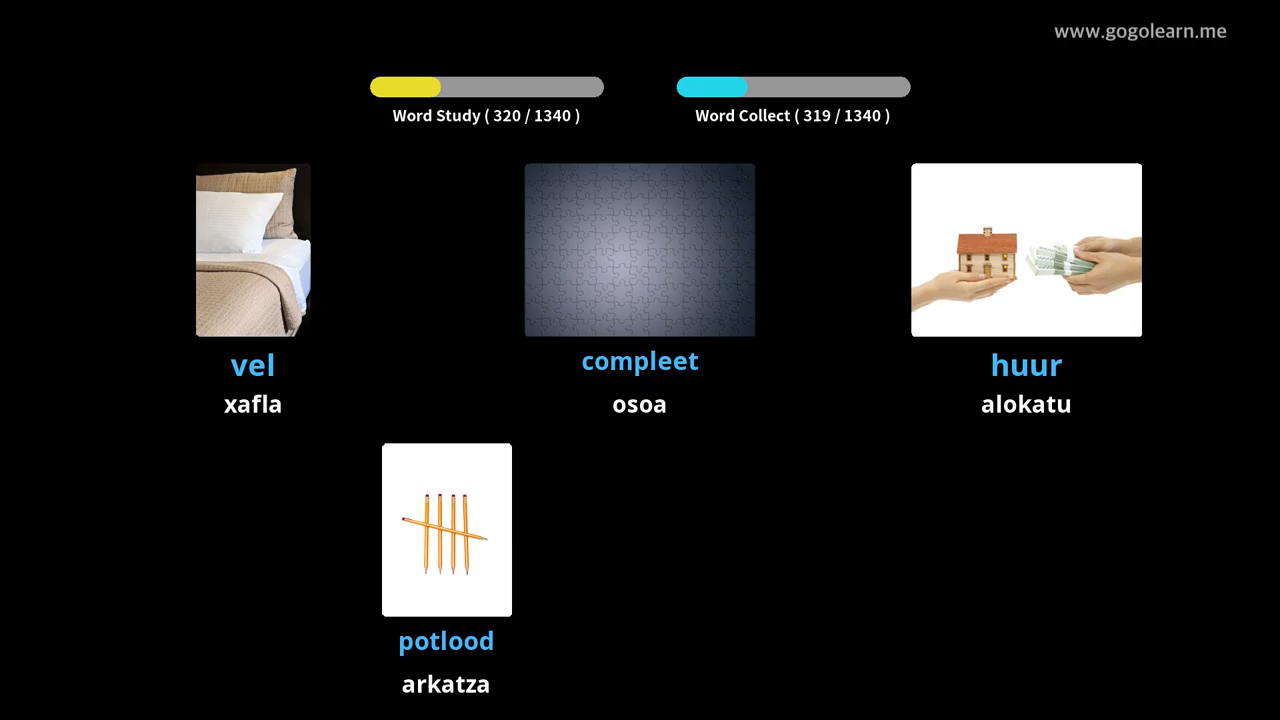 www.gogolearn.me
Word Study ( 320 / 1340 )
Word Collect ( 319 / 1340 )
vel
xafla
compleet
osoa
huur
alokatu
potlood
arkatza